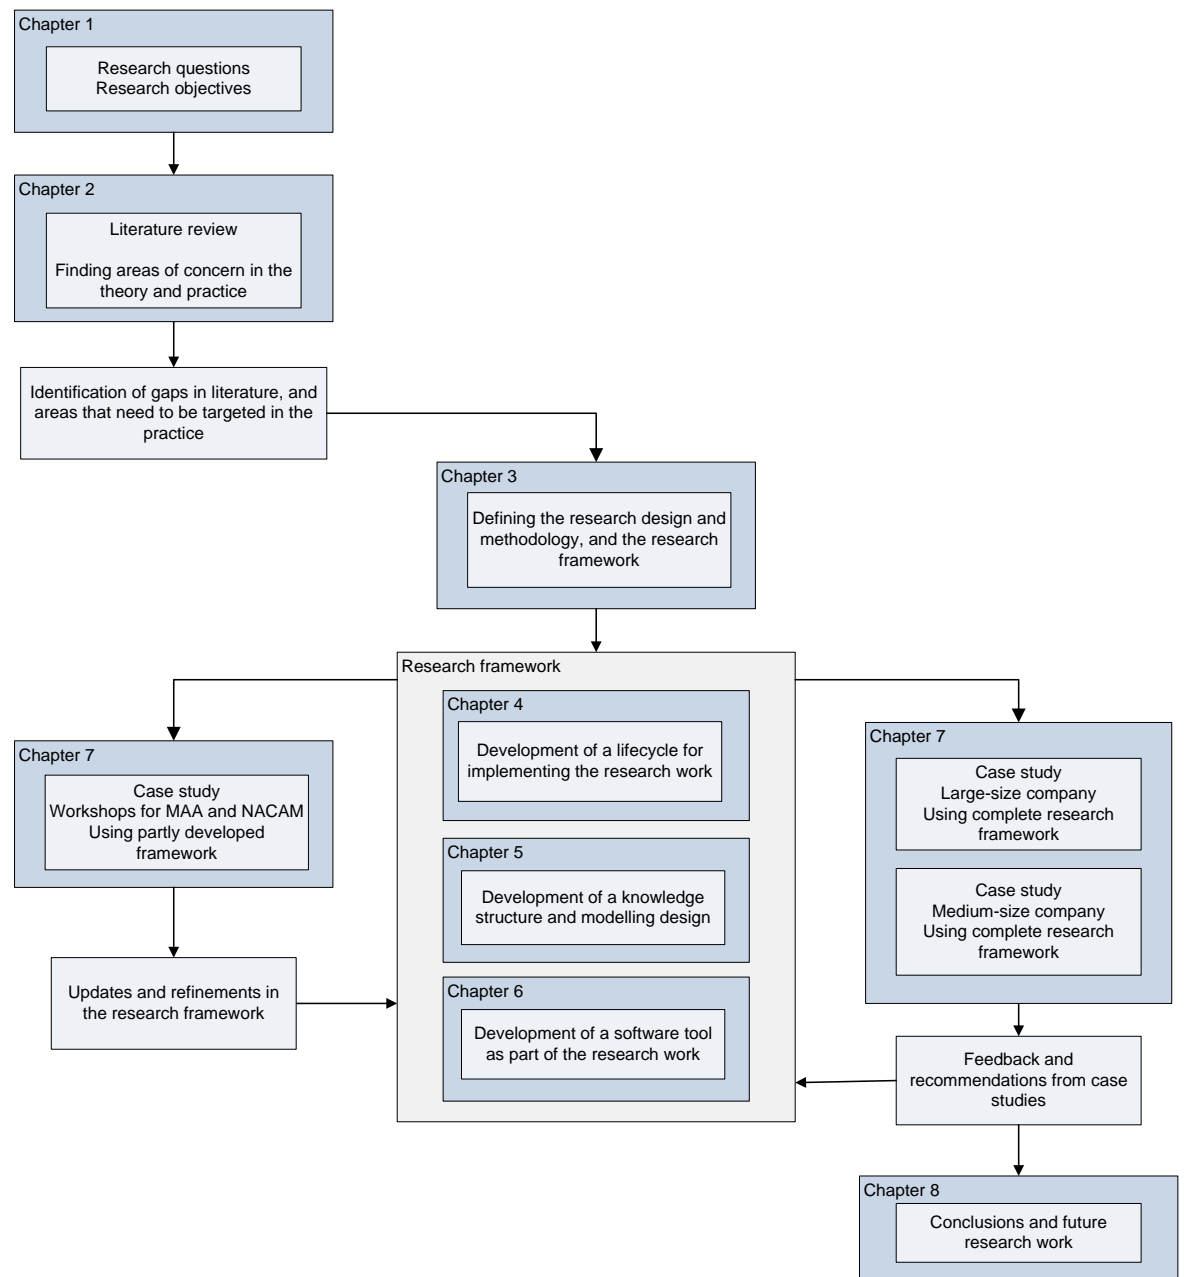 Chapter 1
Research questions
Research objectives
Chapter 2
Literature review
Finding areas of concern in the
theory and practice
Identification of gaps in literature, and
areas that need to be targeted in the
practice
Chapter 3
Defining the research design and
methodology, and the research
framework
Research framework
Chapter 4
Development of a lifecycle for
implementing the research work
Chapter 5
Development of a knowledge
structure and modelling design
Chapter 6
Development of a software tool
as part of the research work
Chapter 7
Case study
Workshops for MAA and NACAM
Using partly developed
framework
Updates and refinements in
the research framework
Chapter 7
Case study
Large-size company
Using complete research
framework
Case study
Medium-size company
Using complete research
framework
Feedback and
recommendations from case
studies
Chapter 8
Conclusions and future
research work